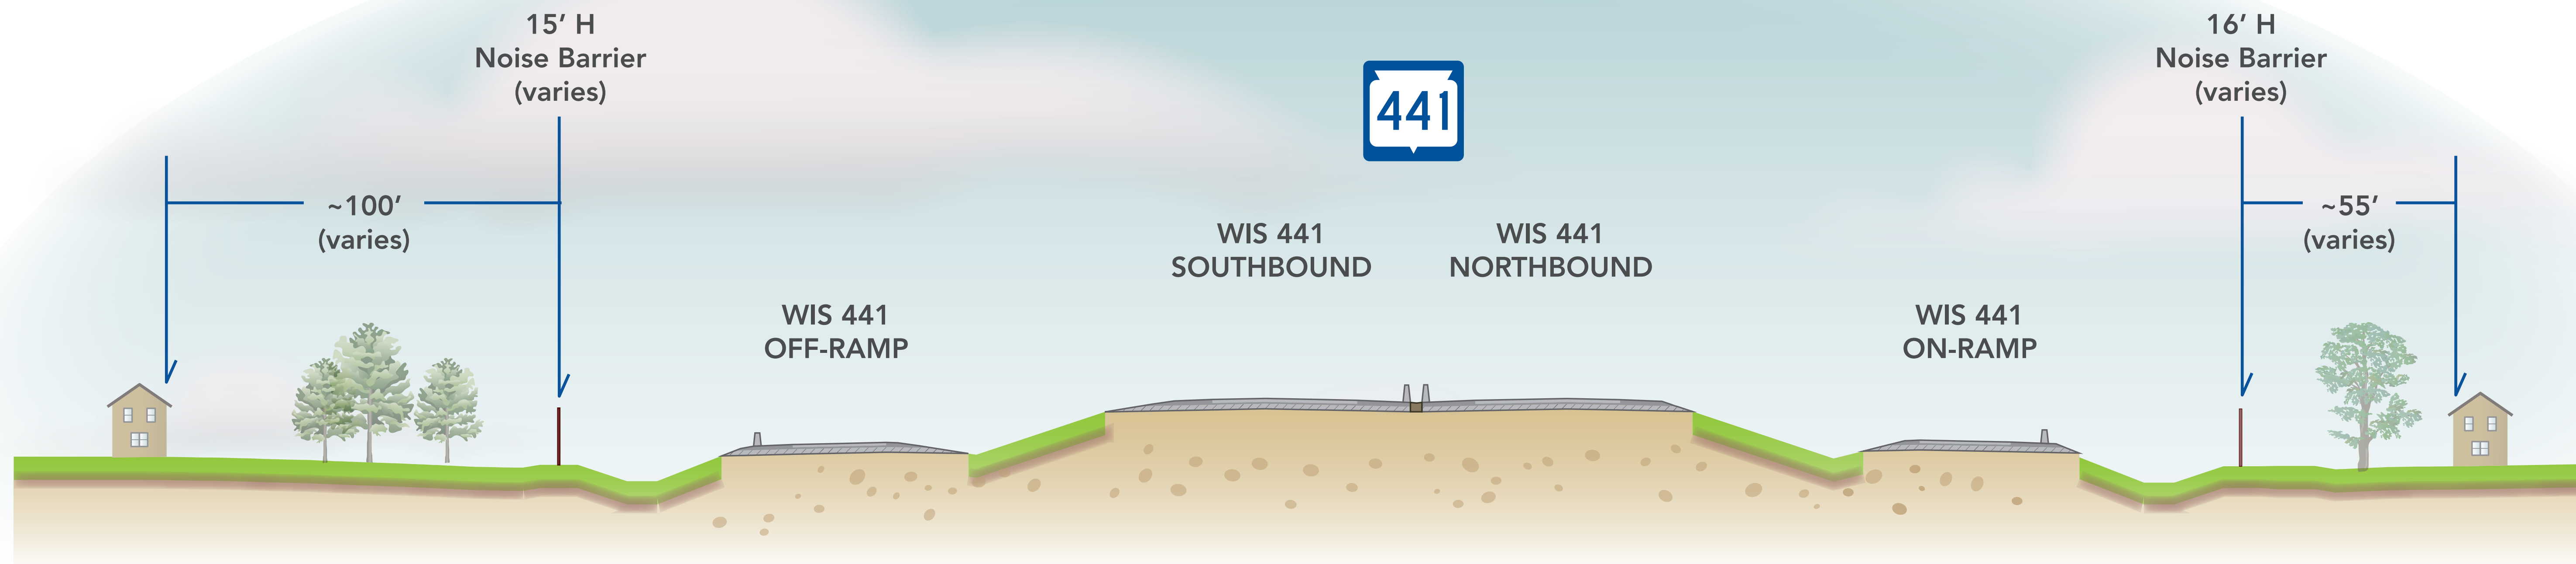 15’ H
Noise Barrier
(varies)
16’ H
Noise Barrier
(varies)
441
~100’
(varies)
~55’
(varies)
WIS 441
SOUTHBOUND
WIS 441
NORTHBOUND
WIS 441
OFF-RAMP
WIS 441
ON-RAMP